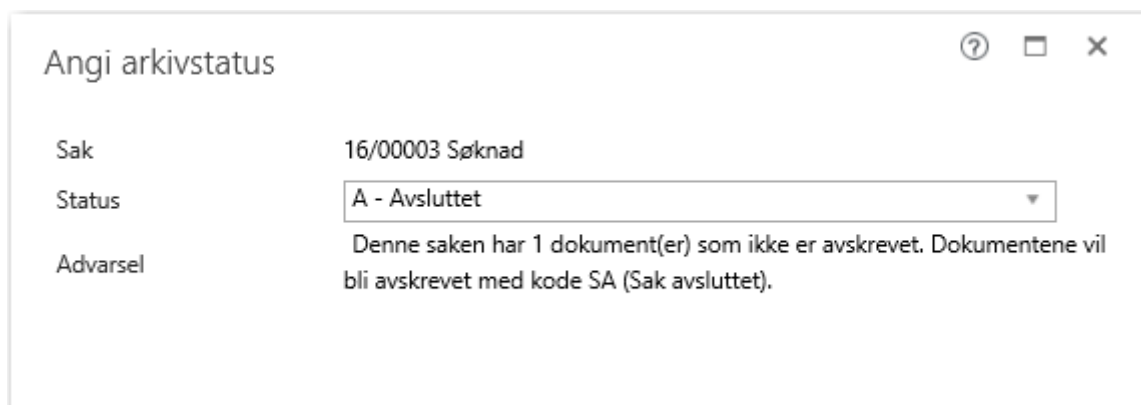 Angi arkivstatus
Sak 16/00003 Søknad
Status A - Avsluttet
Advarsel Denne saken har 1 dokument(er) som ikke er avskrevet. Dokumentene vil
bli avskrevet med kode SA (Sak avsluttet).